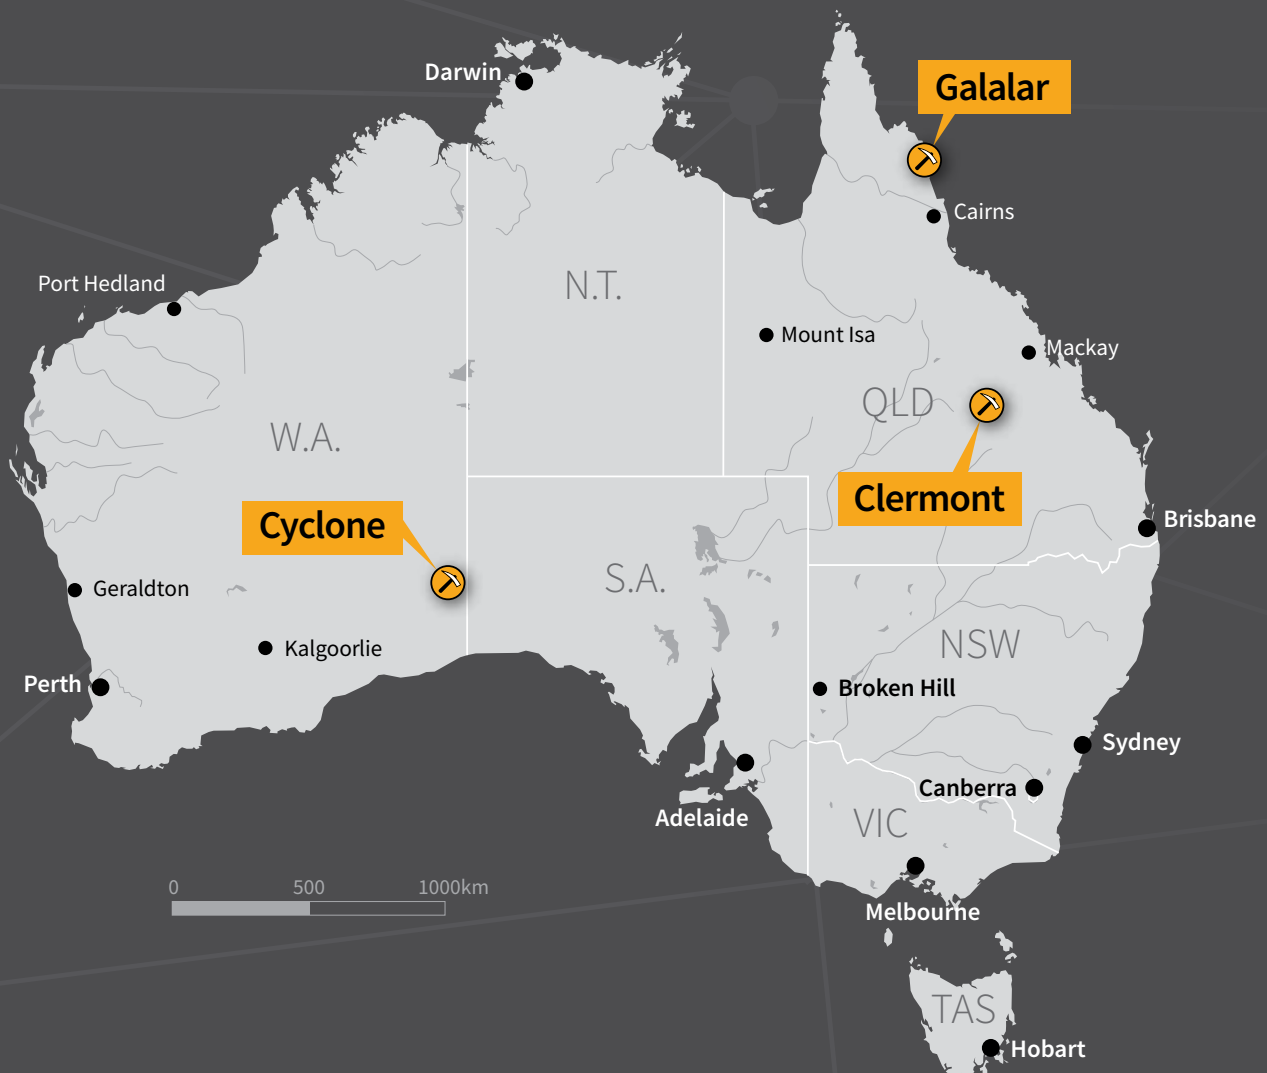 Darwin
Galalar
Cairns
Port Hedland
N.T.
Mount Isa
Mackay
QLD
W.A.
Clermont
Cyclone
Brisbane
S.A.
Geraldton
NSW
Kalgoorlie
Perth
Broken Hill
Sydney
Canberra
Adelaide
VIC
0 500 1000km
Melbourne
TAS
Hobart